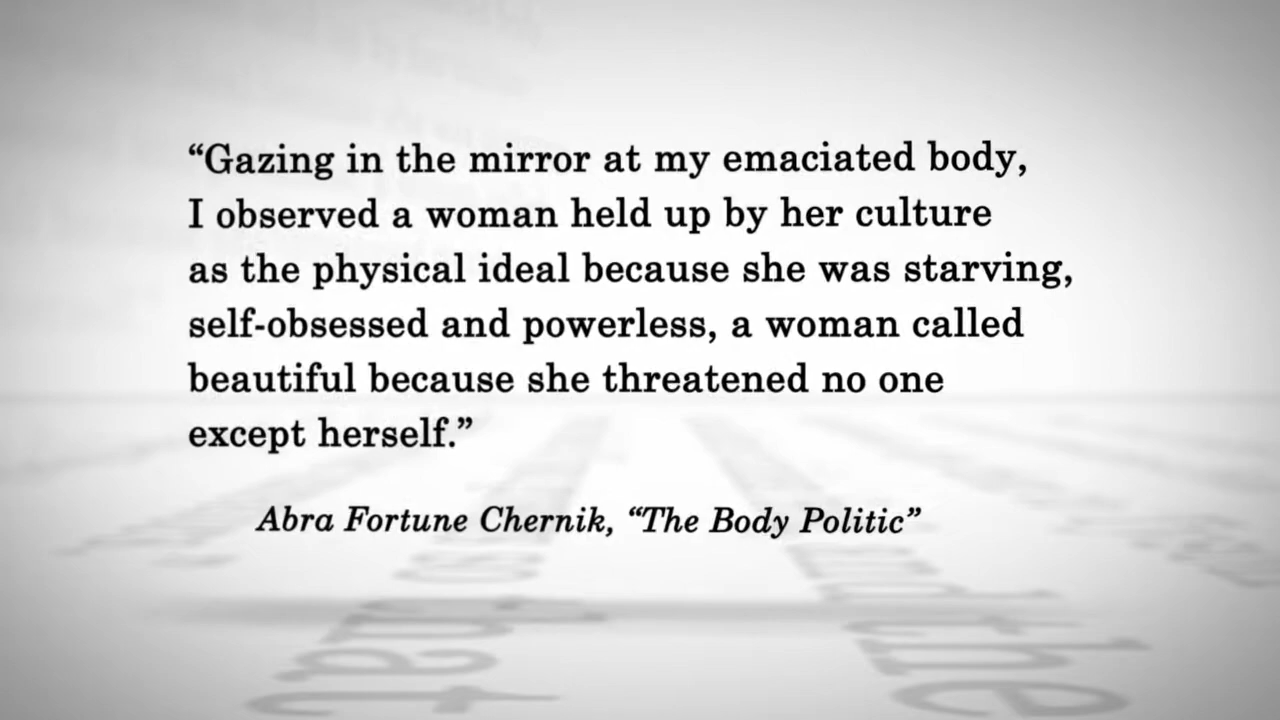 “Gazing in the mirror at my emaciated body,
I observed a woman held up by her culture
as the physical ideal because she was starving,
self-obsessed and powerless, a woman called
beautiful because she threatened no one
except herself.”
Abra Fortune Chernik, “The Body Politic”